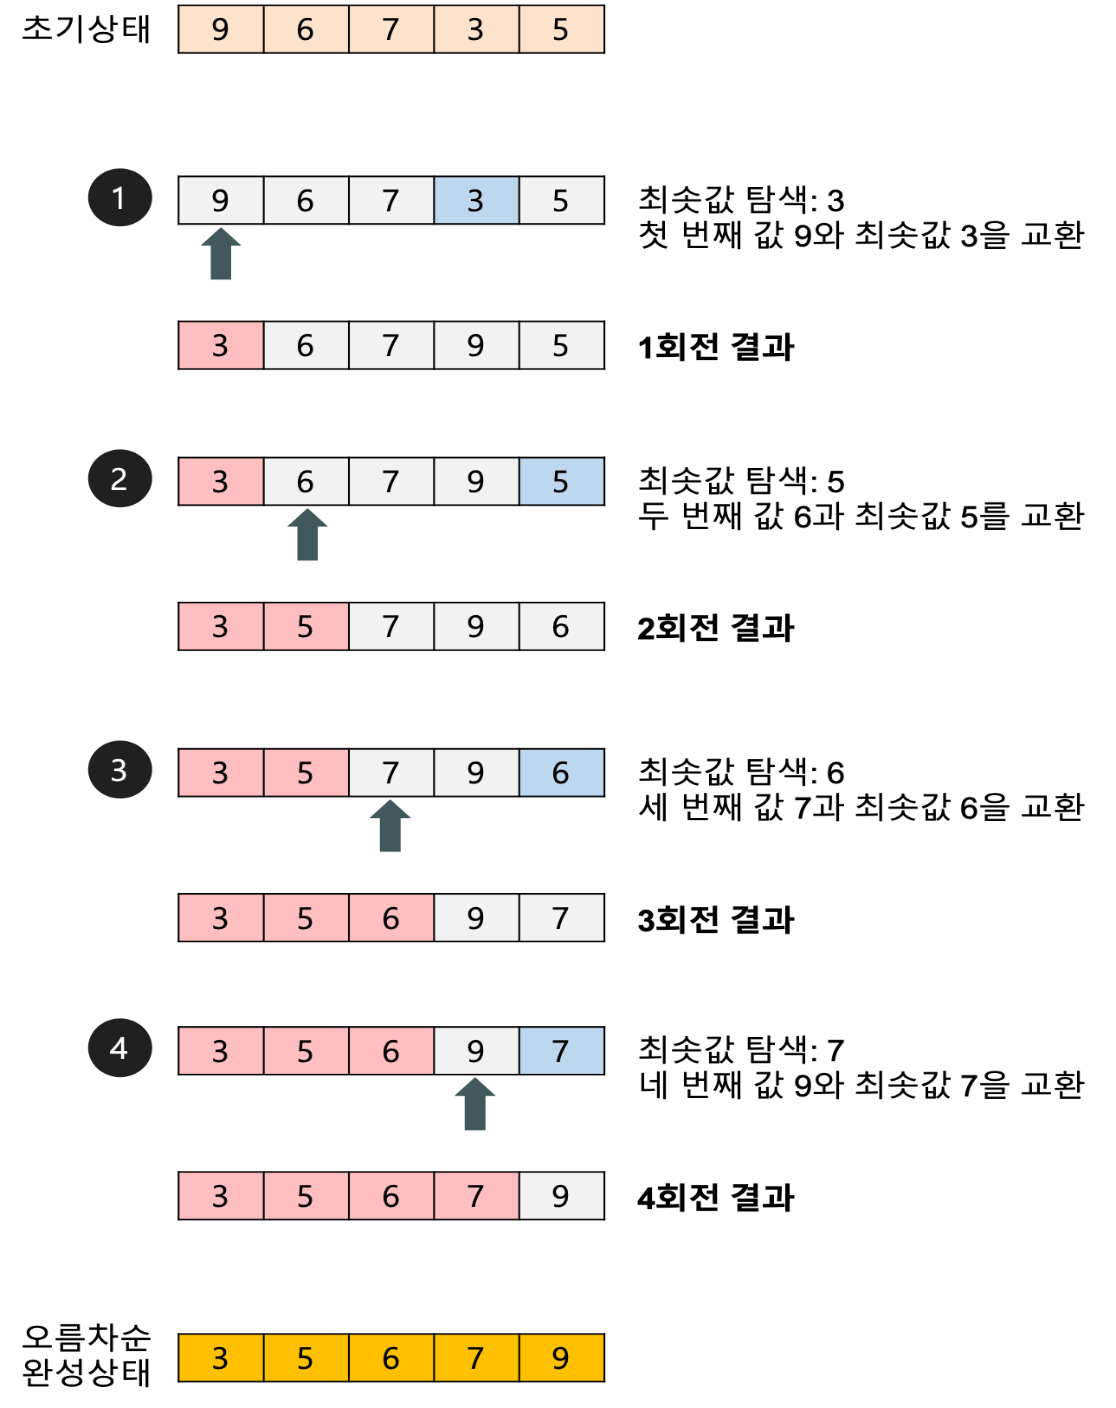 초기상태 9 6 7 3 5
1 9 6 7 3 5 최솟값 탐색: 3
첫 번째 값 9와 최솟값 3을 교환
3 6 7 9 5 1회전 결과
2 3 6 7 9 5 최솟값 탐색: 5
두 번째 값 6과 최솟값 5를 교환
3 5 7 9 6 2회전 결과
3 3 5 7 9 6 최솟값 탐색: 6
세 번째 값 7과 최솟값 6을 교환
3 5 6 9 7 3회전 결과
4 3 5 6 9 7 최솟값 탐색: 7
네 번째 값 9와 최솟값 7을 교환
3 5 6 7 9 4회전 결과
오름차순
완성상태 3 5 6 7 9